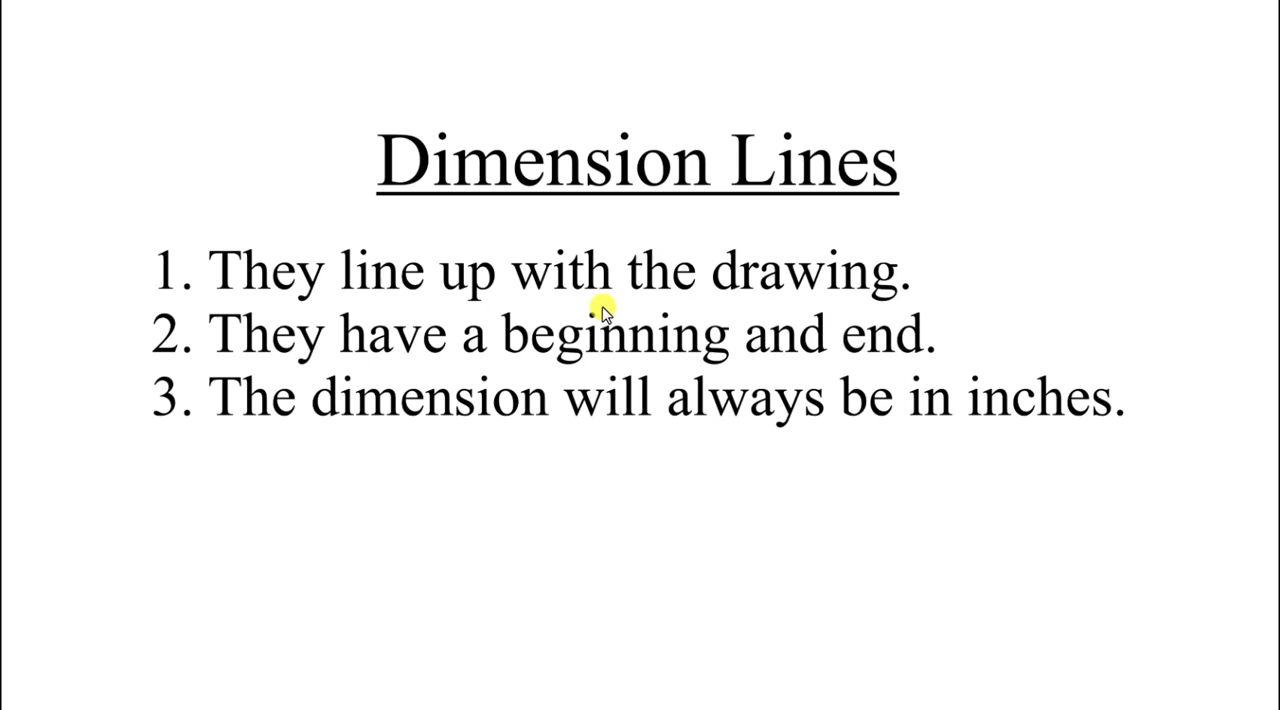 Dimension Lines
1. They line up with the drawing.
2. They have a beginning and end.
3. The dimension will always be in inches.